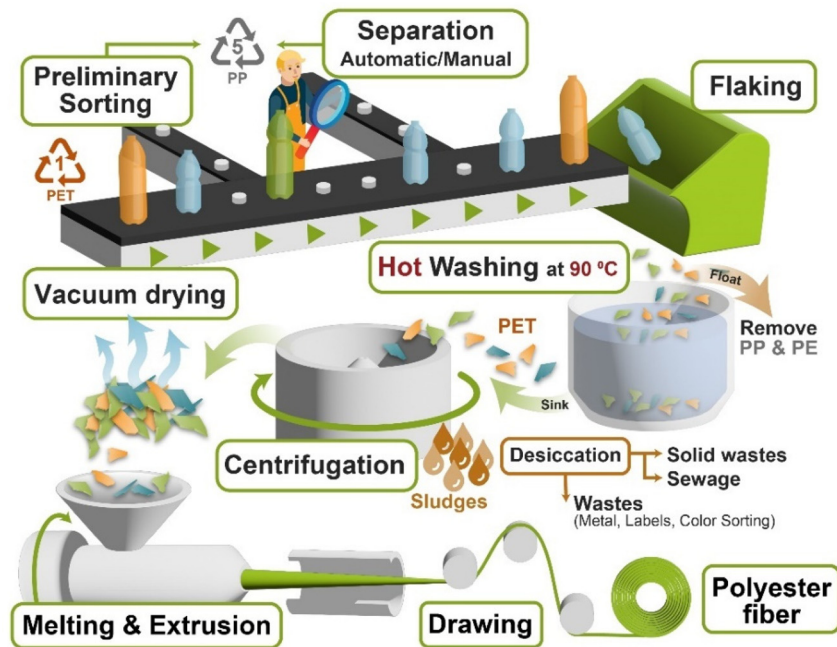 Preliminary
Sorting
5
PP
Separation
Automatic/Manual
Flaking
1
PET
Hot Washing at 90 ºC
Float
Remove
PP & PE
Vacuum drying
PET
Sink
Centrifugation
Sludges
Desiccation
Solid wastes
Sewage
Wastes
(Metal, Labels, Color Sorting)
Melting & Extrusion
Drawing
Polyester
fiber